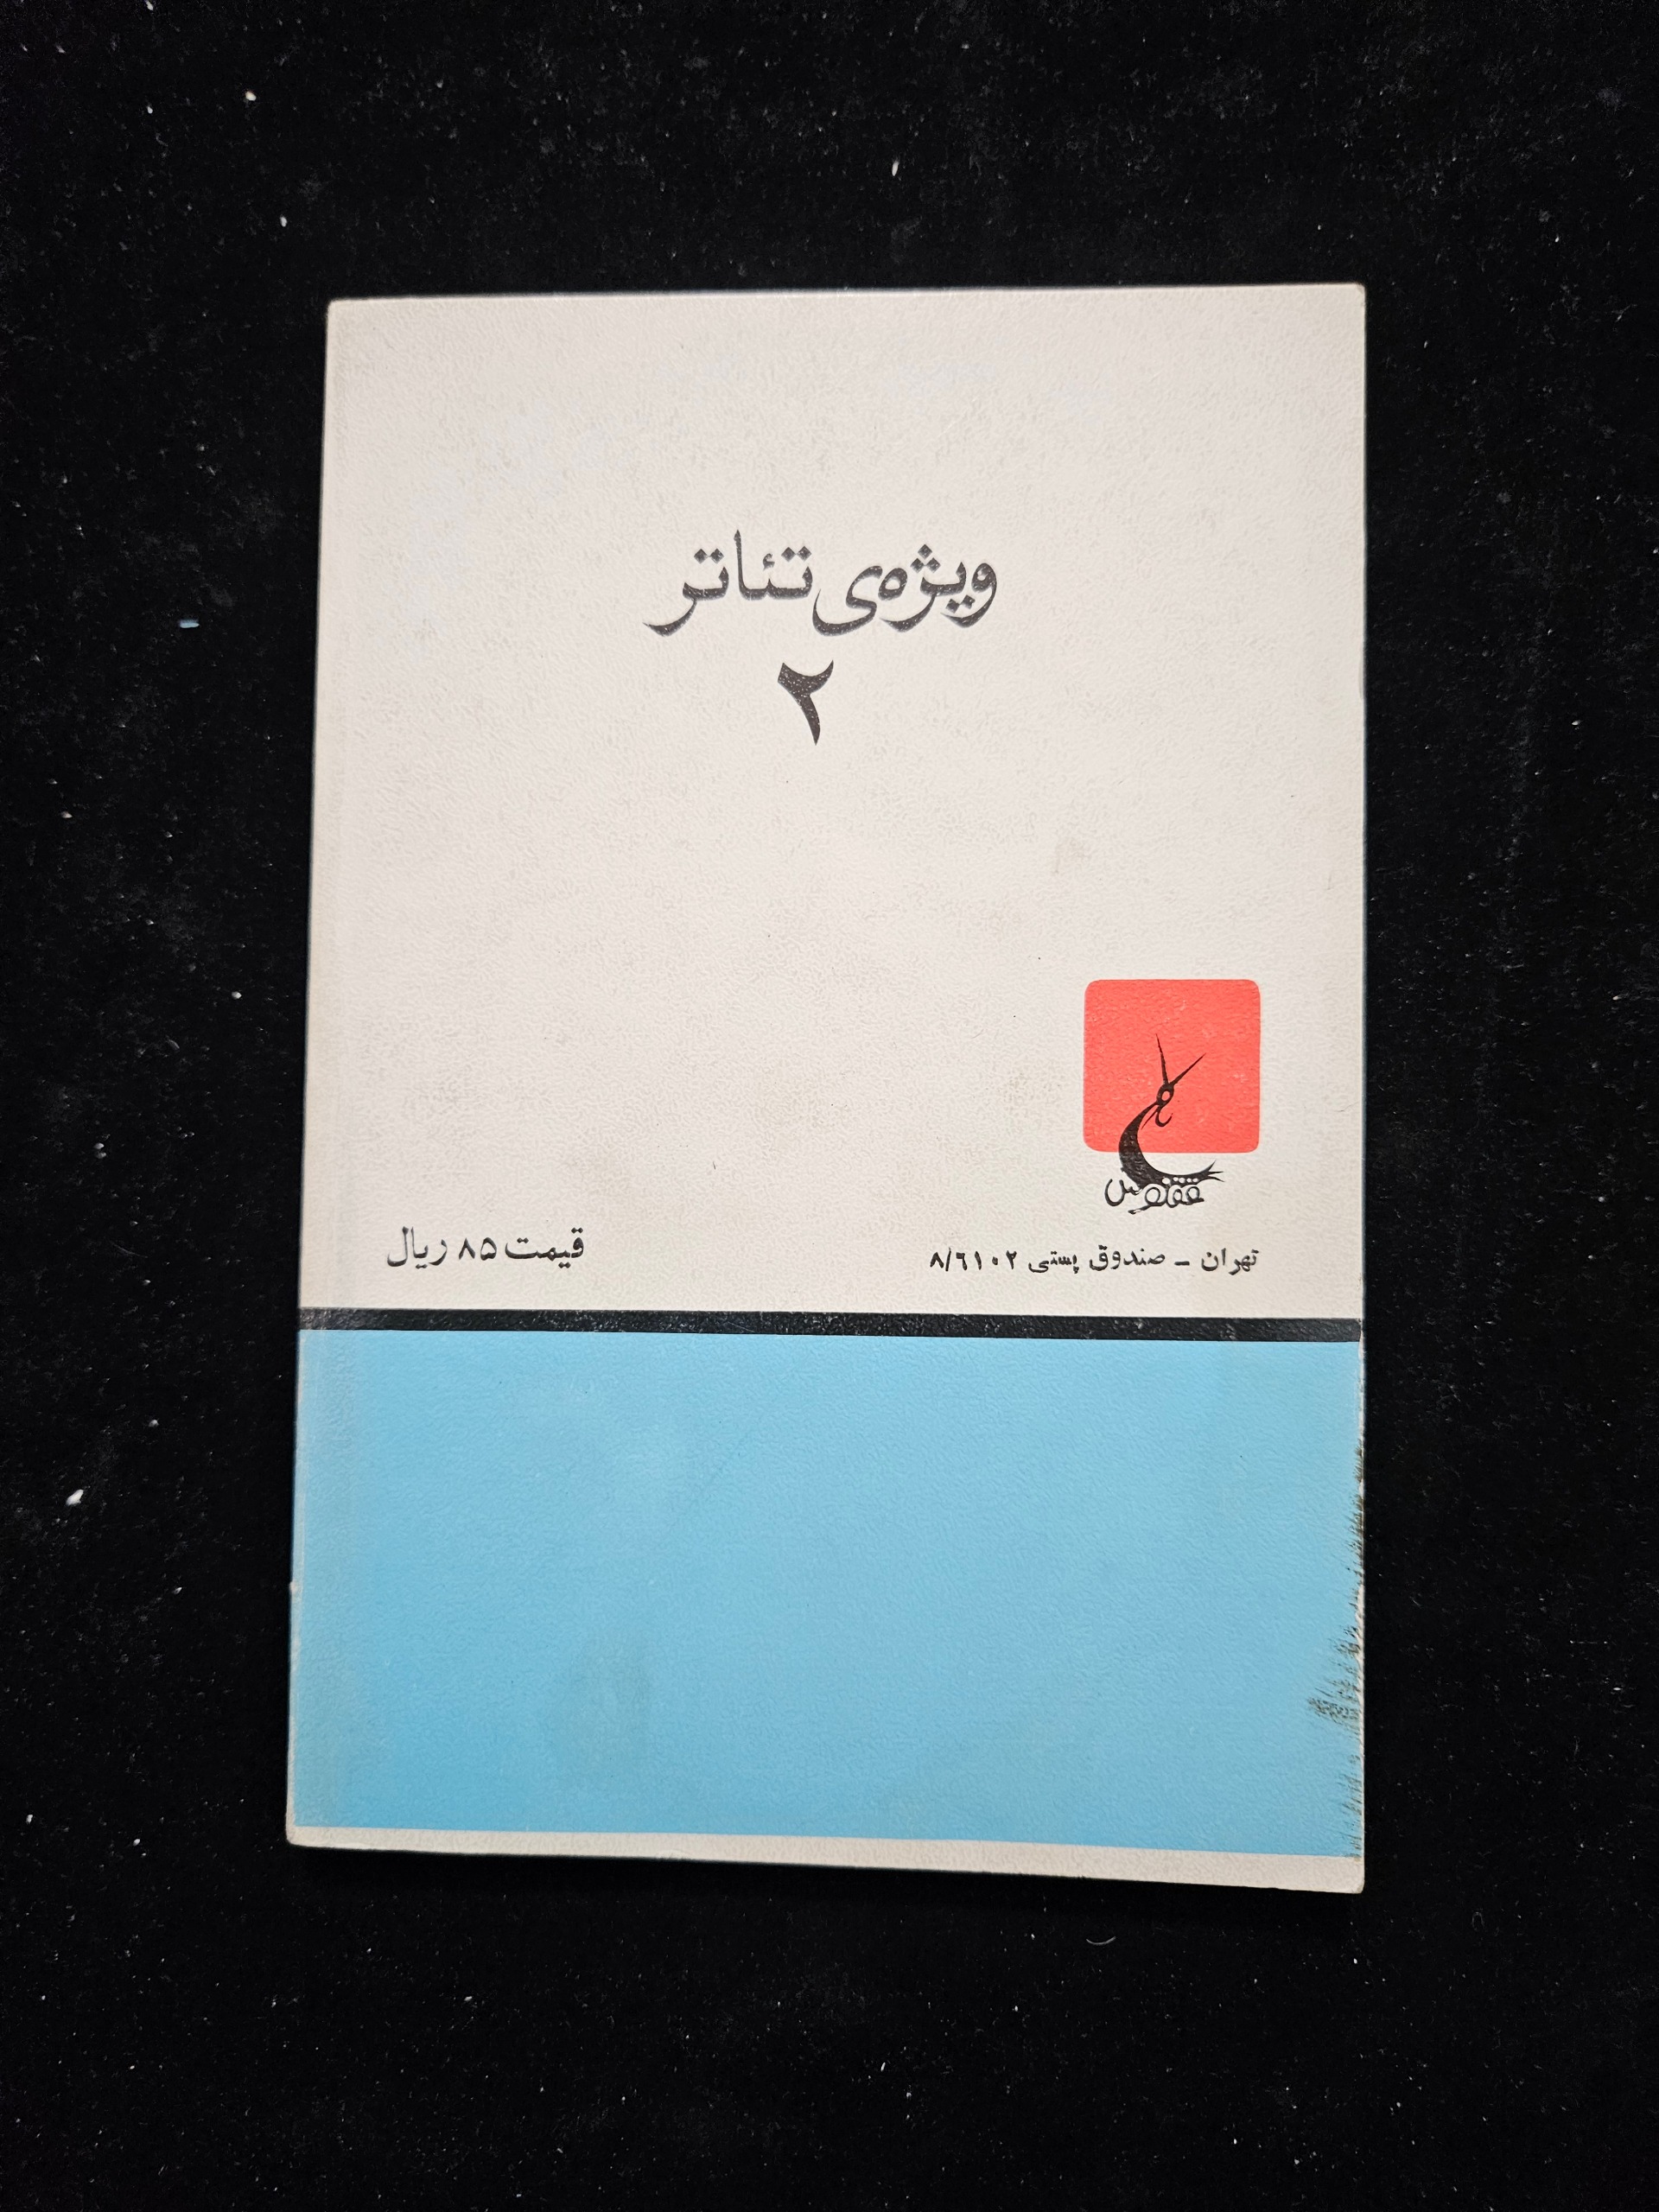 ویژه‌ی تئاتر
۲
ققنوس
تهران - صندوق پستی ۸/۶۱۰۲
قیمت ۸۵ ریال